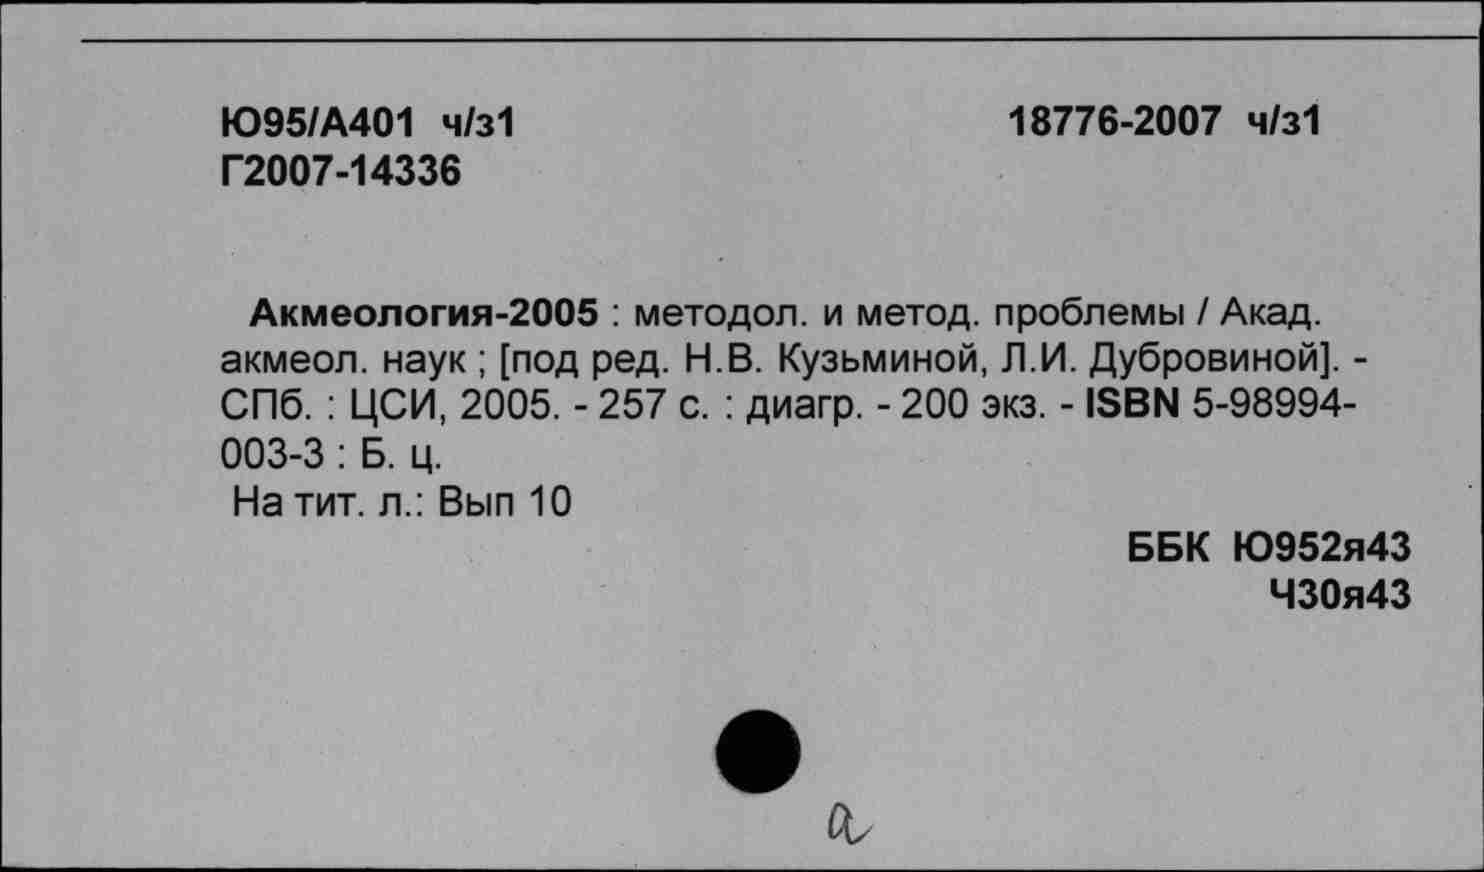 Ю95/А401 ч/з1 18776-2007 ч/з1
Г2007-14336
Акмеология-2005 : методол. и метод. проблемы / Акад.
акмеол. наук ; [под ред. Н.В. Кузьминой, Л.И. Дубровиной]. -
СПб. : ЦСИ, 2005. - 257 с. : диагр. - 200 экз. - ISBN 5-98994-
003-3 : Б. ц.
На тит. л.: Вып 10
ББК Ю952я43
Ч30я43
а